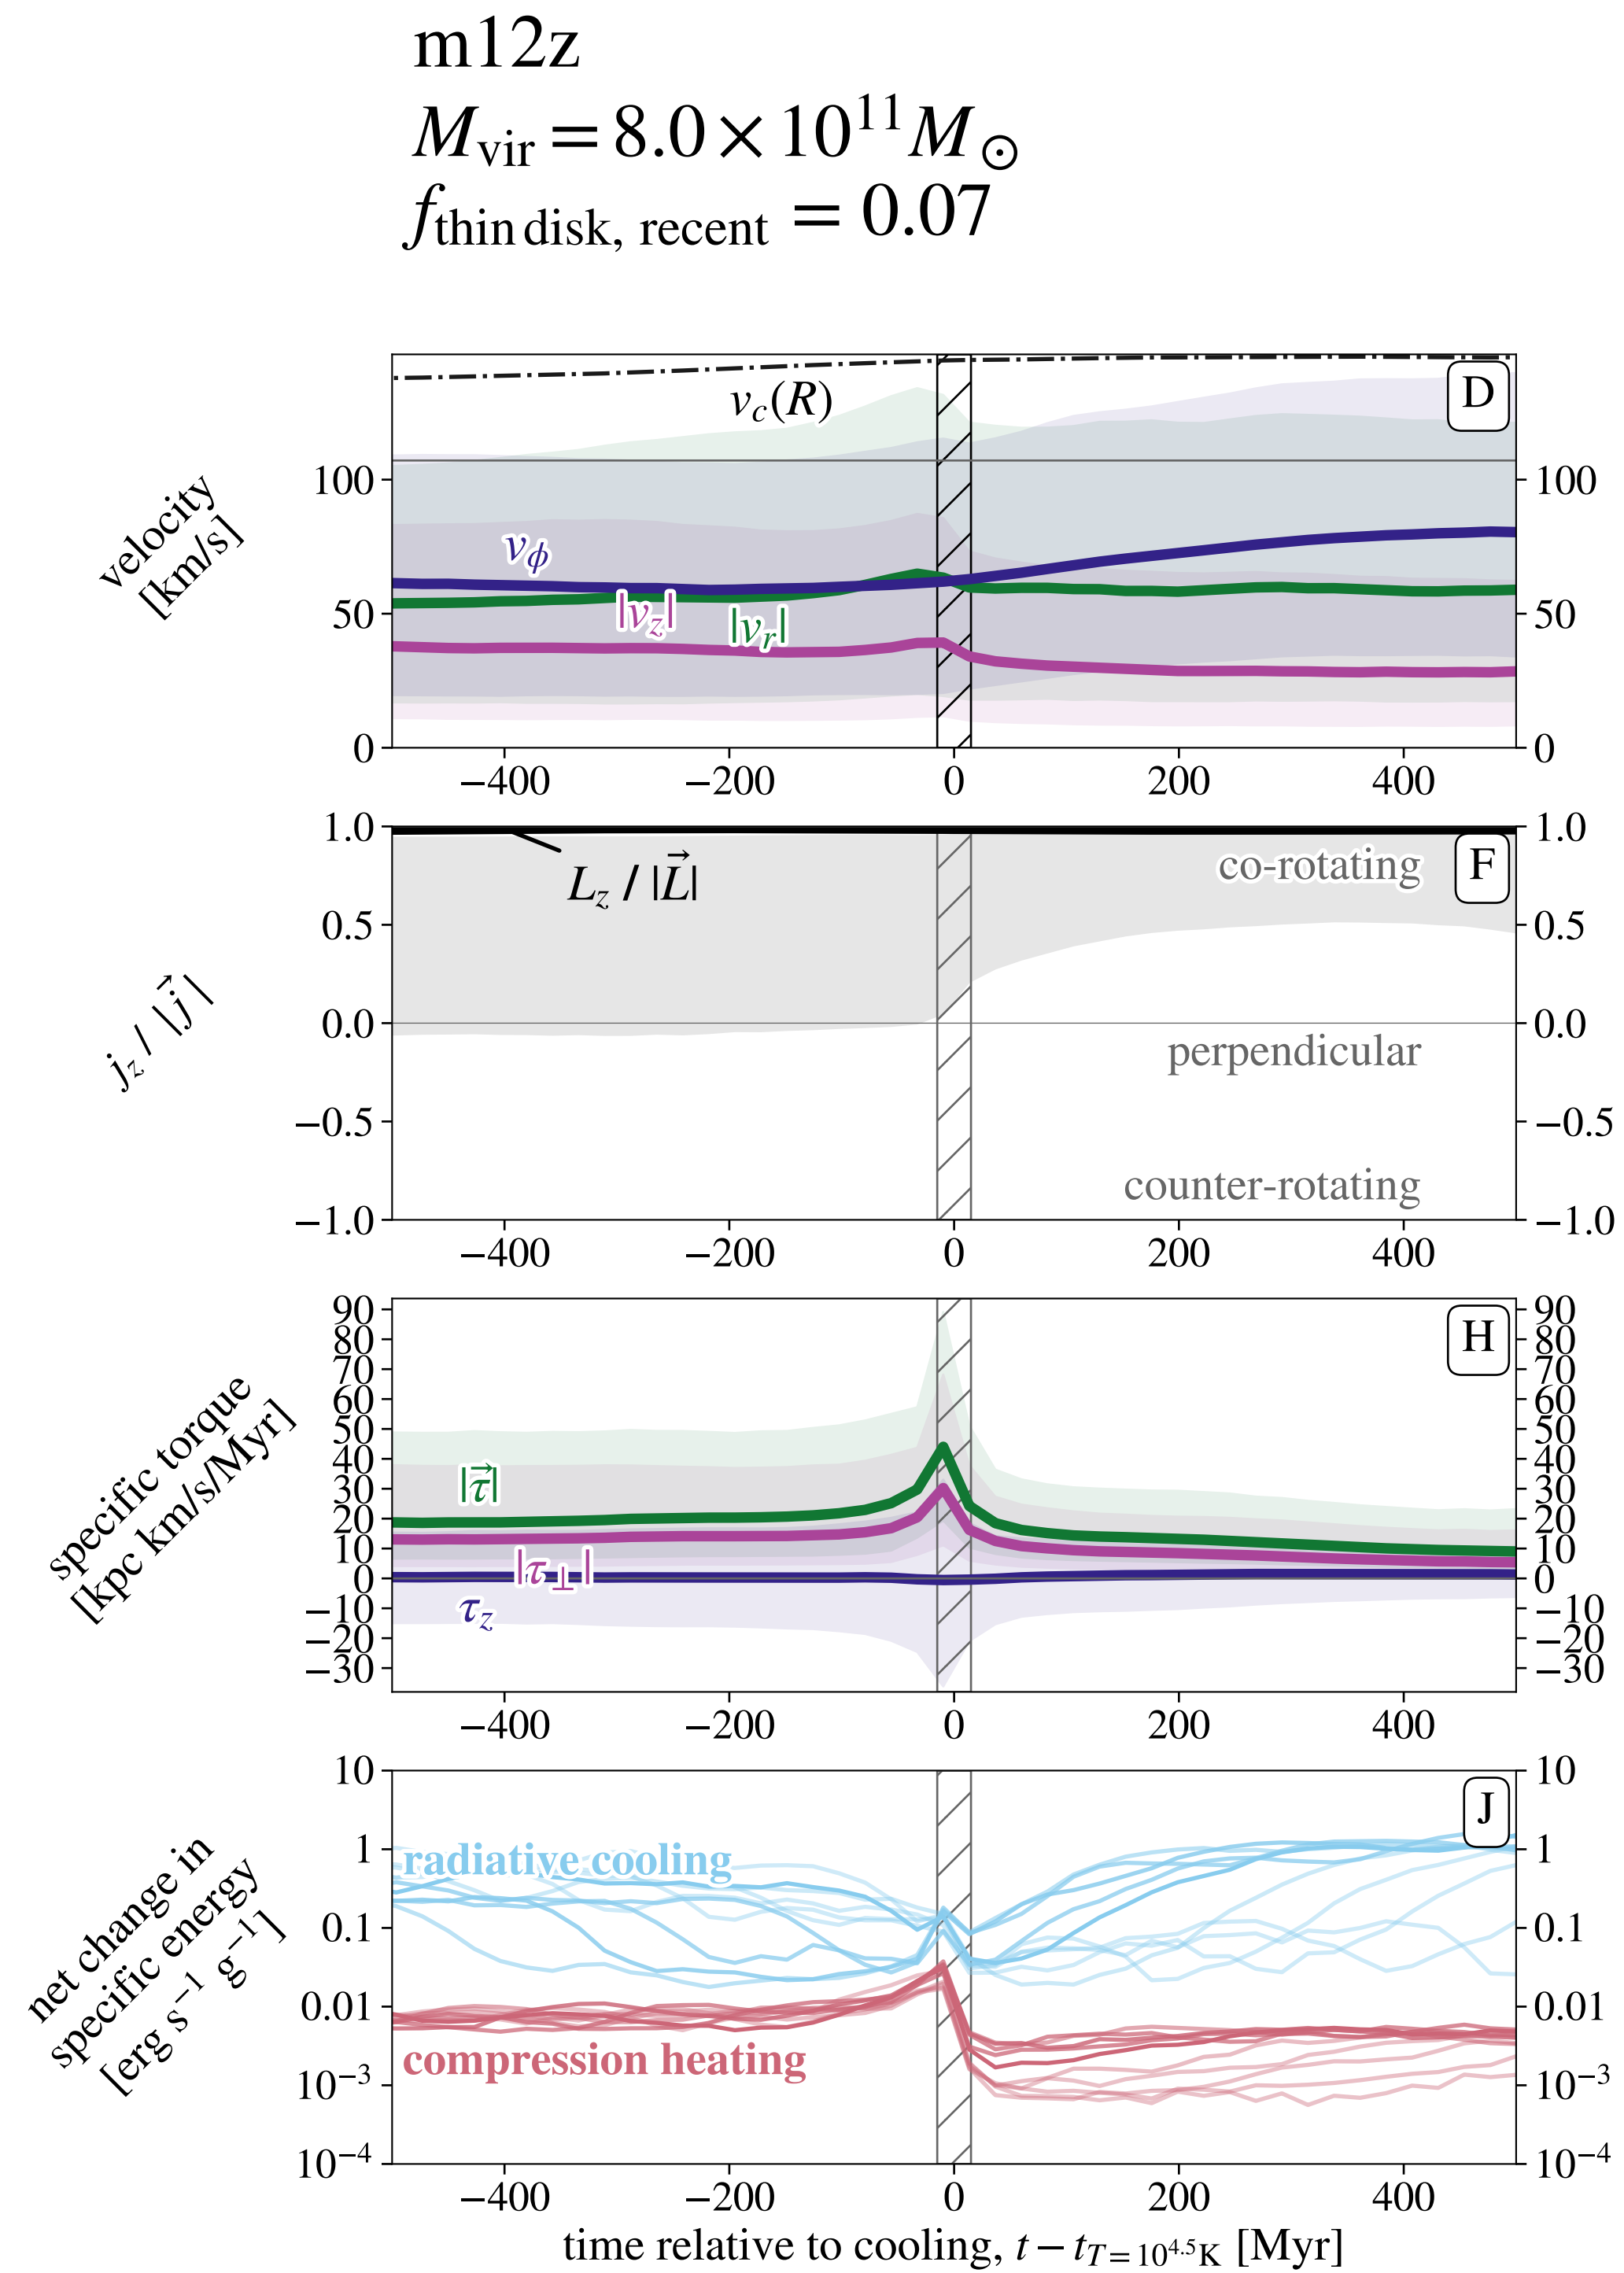 m12z
M_vir = 8.0 × 10^11 M_⊙
f_thin disk, recent = 0.07
velocity
[km/s]
D
v_c(R)
v_ϕ
|v_z|
|v_r|
100
50
0
100
50
0
−400 −200 0 200 400
j_z / |j⃗|
F
L_z / |L⃗|
co-rotating
perpendicular
counter-rotating
1.0
0.5
0.0
−0.5
−1.0
1.0
0.5
0.0
−0.5
−1.0
−400 −200 0 200 400
specific torque
[kpc km/s/Myr]
H
|τ⃗|
|τ_⊥|
τ_z
90
80
70
60
50
40
30
20
10
0
−10
−20
−30
90
80
70
60
50
40
30
20
10
0
−10
−20
−30
−400 −200 0 200 400
net change in
specific energy
[erg s^−1 g^−1]
J
radiative cooling
compression heating
10
1
0.1
0.01
10^−3
10^−4
10
1
0.1
0.01
10^−3
10^−4
−400 −200 0 200 400
time relative to cooling, t − t_T = 10^4.5 K [Myr]